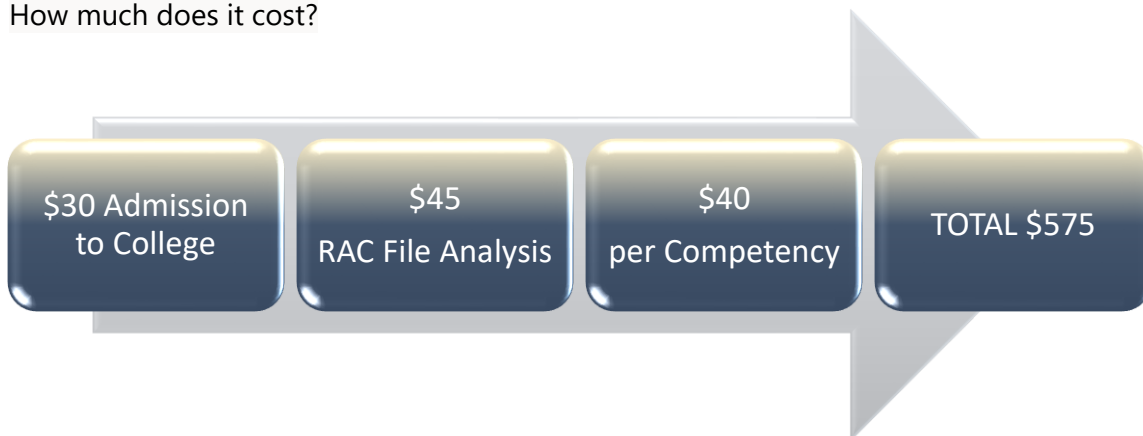 How much does it cost?
$30 Admission
to College
$45
RAC File Analysis
$40
per Competency
TOTAL $575